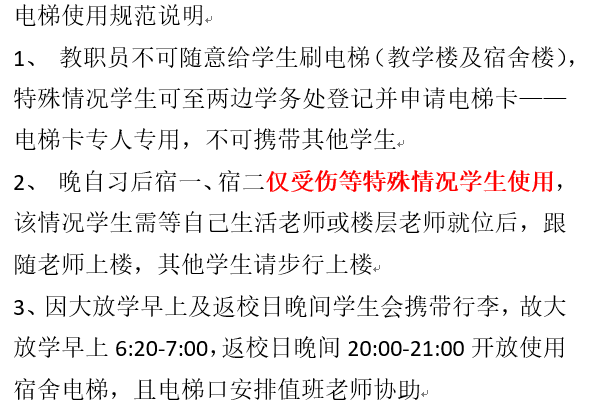 电梯使用规范说明
1、 教职员不可随意给学生刷电梯（教学楼及宿舍楼），
特殊情况学生可至两边学务处登记并申请电梯卡——
电梯卡专人专用，不可携带其他学生
2、 晚自习后宿一、宿二仅受伤等特殊情况学生使用，
该情况学生需等自己生活老师或楼层老师就位后，跟
随老师上楼，其他学生请步行上楼
3、因大放学早上及返校日晚间学生会携带行李，故大
放学早上 6:20-7:00，返校日晚间 20:00-21:00 开放使用
宿舍电梯，且电梯口安排值班老师协助